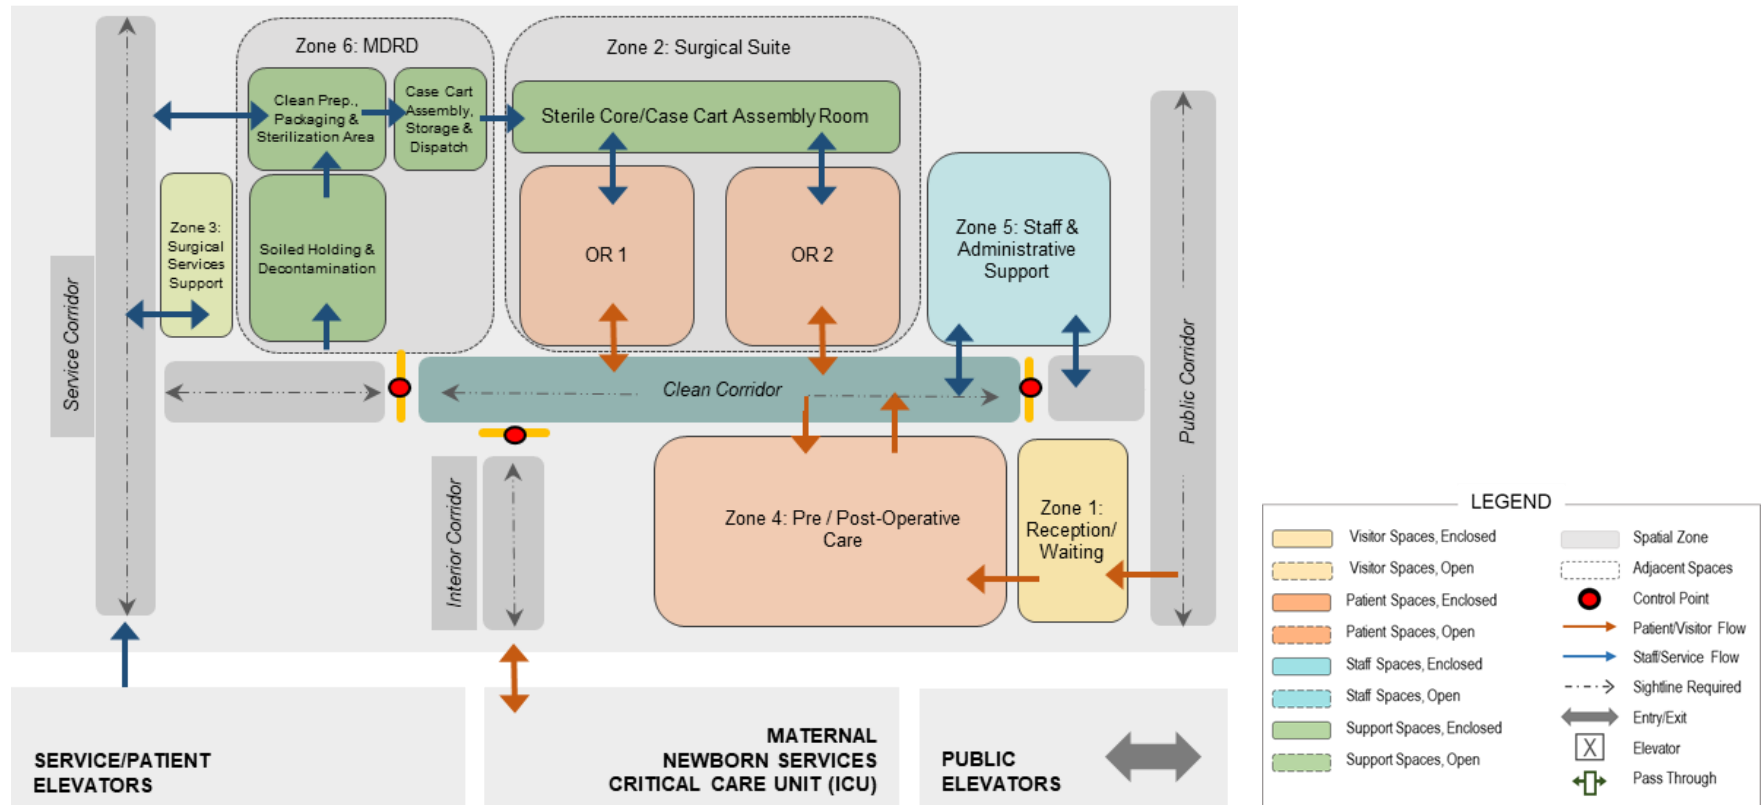 Zone 6: MDRD
Zone 2: Surgical Suite
Clean Prep.,
Packaging &
Sterilization Area
Case Cart
Assembly,
Storage &
Dispatch
Sterile Core/Case Cart Assembly Room
Zone 3:
Surgical
Services
Support
Soiled Holding &
Decontamination
OR 1
OR 2
Zone 5: Staff &
Administrative
Support
Service Corridor
Clean Corridor
Public Corridor
Interior Corridor
Zone 4: Pre / Post-Operative
Care
Zone 1:
Reception/
Waiting
SERVICE/PATIENT
ELEVATORS
MATERNAL
NEWBORN SERVICES
CRITICAL CARE UNIT (ICU)
PUBLIC
ELEVATORS
LEGEND
Visitor Spaces, Enclosed
Visitor Spaces, Open
Patient Spaces, Enclosed
Patient Spaces, Open
Staff Spaces, Enclosed
Staff Spaces, Open
Support Spaces, Enclosed
Support Spaces, Open
Spatial Zone
Adjacent Spaces
Control Point
Patient/Visitor Flow
Staff/Service Flow
Sightline Required
Entry/Exit
X
Elevator
Pass Through